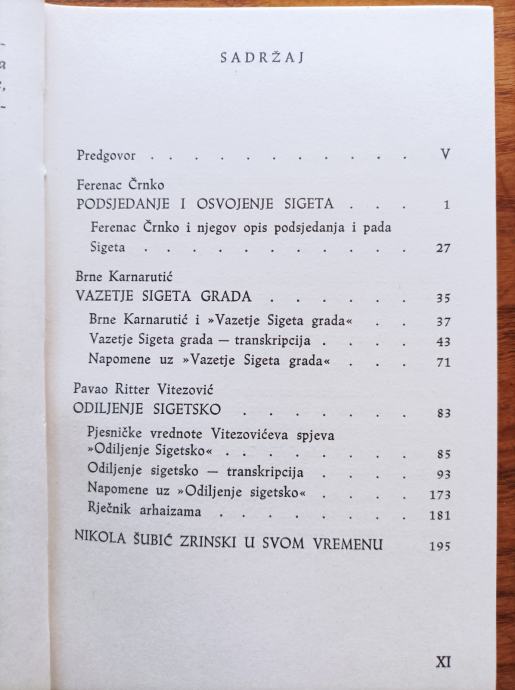 SADRŽAJ
Predgovor . . . . . . . . . . . V
Ferenac Črnko
PODSJEDANJE I OSVOJENJE SIGETA . . . 1
Ferenac Črnko i njegov opis podsjedanja i pada
Sigeta . . . . . . . . . . . 27
Brne Karnarutić
VAZETJE SIGETA GRADA . . . . . . 35
Brne Karnarutić i »Vazetje Sigeta grada« . . 37
Vazetje Sigeta grada — transkripcija . . . . 43
Napomene uz »Vazetje Sigeta grada« . . . 71
Pavao Ritter Vitezović
ODILJENJE SIGETSKO . . . . . . . 83
Pjesničke vrednote Vitezovićeva spjeva
»Odiljenje Sigetsko« . . . . . . . . 85
Odiljenje sigetsko — transkripcija . . . . 93
Napomene uz »Odiljenje sigetsko« . . . . 173
Rječnik arhaizama . . . . . . . . 181
NIKOLA ŠUBIĆ ZRINSKI U SVOM VREMENU 195
XI